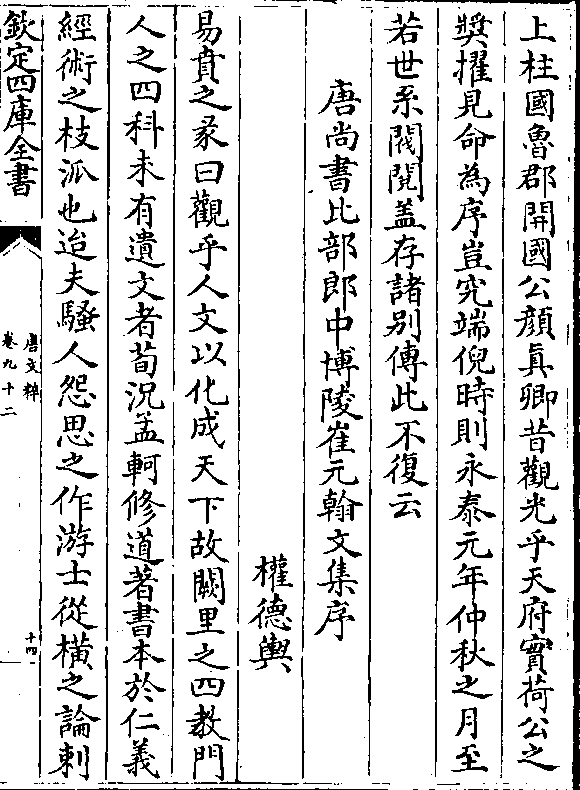 上柱國魯郡開國公顔眞卿昔觀光乎天府實荷公之
奬擢見命為序豈究端倪時則永泰元年仲秋之月至
若世系閥閱蓋存諸别傳此不復云
唐尚書比部郎中博陵崔元翰文集序
權德輿
易賁之彖曰觀乎人文以化成天下故闕里之四教門
人之四科未有遺文者荀況孟軻修道著書本於仁義
經術之枝派也迨夫騷人怨思之作游士從橫之論刺
欽定四庫全書
唐文粹
卷九十二
十四